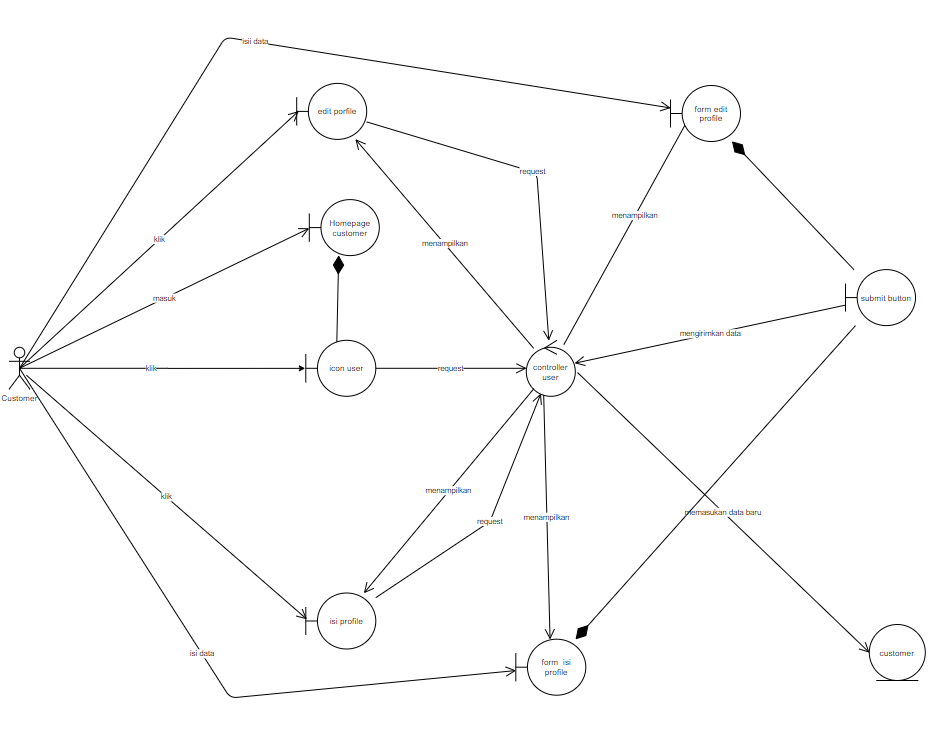 isii data
edit porfile
form edit
profile
request
menampilkan
Homepage
customer
klik
menampilkan
masuk
submit button
mengirimkan data
klik
icon user
request
controller
user
Customer
menampilkan
klik
request
menampilkan
memasukan data baru
isi profile
isi data
form isi
profile
customer